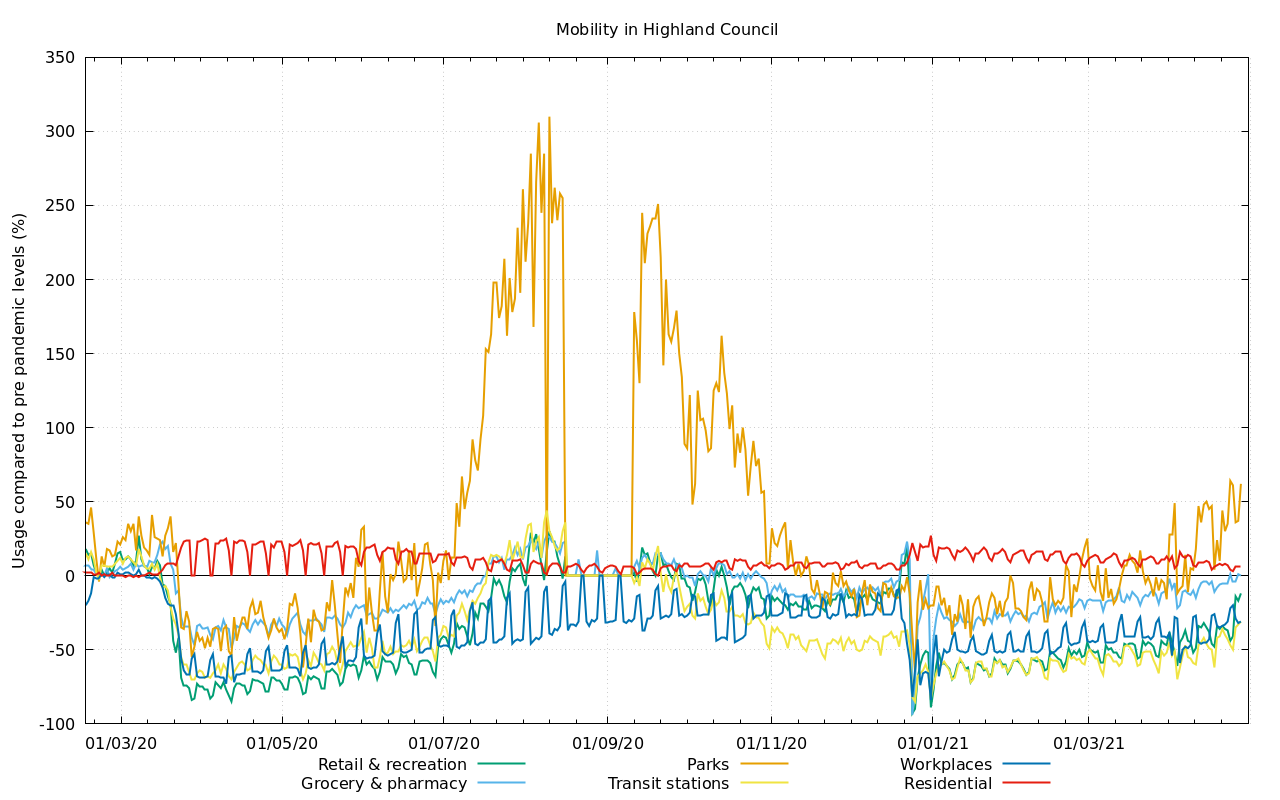 Mobility in Highland Council
Usage compared to pre pandemic levels (%)
350
300
250
200
150
100
50
0
-50
-100
01/03/20 01/05/20 01/07/20 01/09/20 01/11/20 01/01/21 01/03/21
Retail & recreation Parks Workplaces
Grocery & pharmacy Transit stations Residential